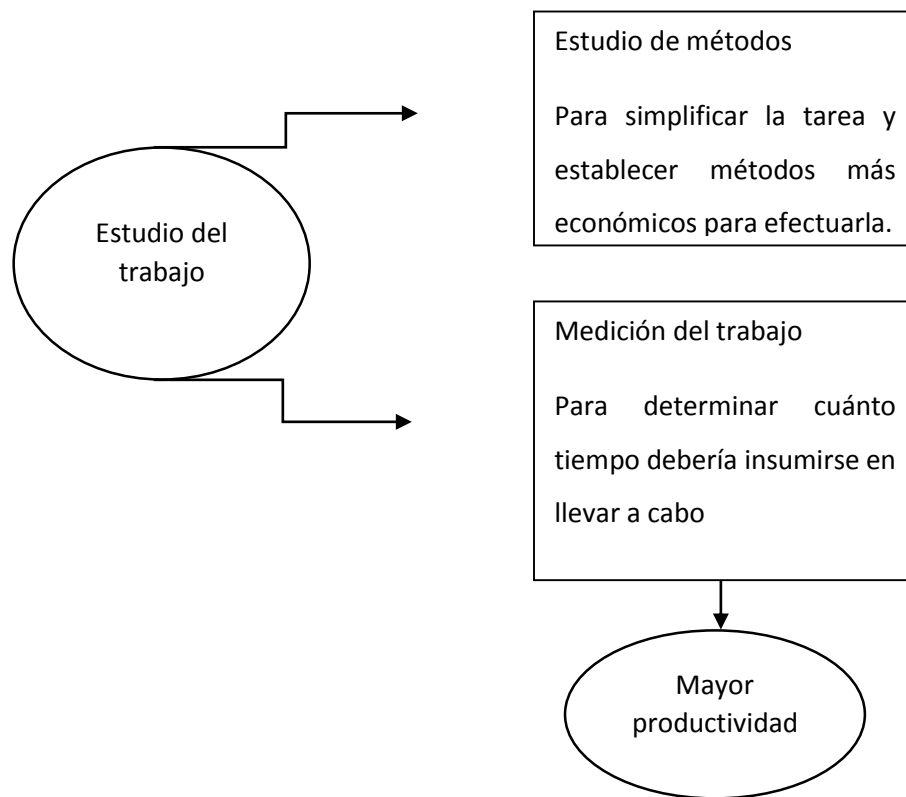 Estudio de métodos
Para simplificar la tarea y
establecer métodos más
económicos para efectuarla.
Estudio del
trabajo
Medición del trabajo
Para determinar cuánto
tiempo debería insumirse en
llevar a cabo
Mayor
productividad